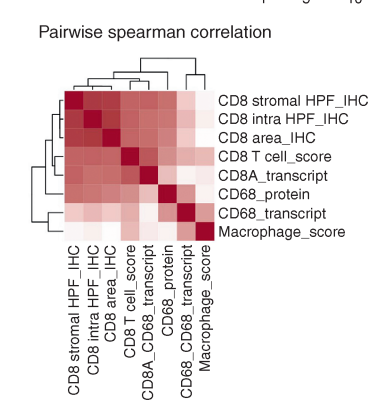 Pairwise spearman correlation
CD8 stromal HPF_IHC
CD8 intra HPF_IHC
CD8 area_IHC
CD8 T cell_score
CD8A_transcript
CD68_protein
CD68_transcript
Macrophage_score
CD8 stromal HPF_IHC
CD8 intra HPF_IHC
CD8 area_IHC
CD8 T cell_score
CD8A_CD68_transcript
CD68_protein
CD68_CD68_transcript
Macrophage_score